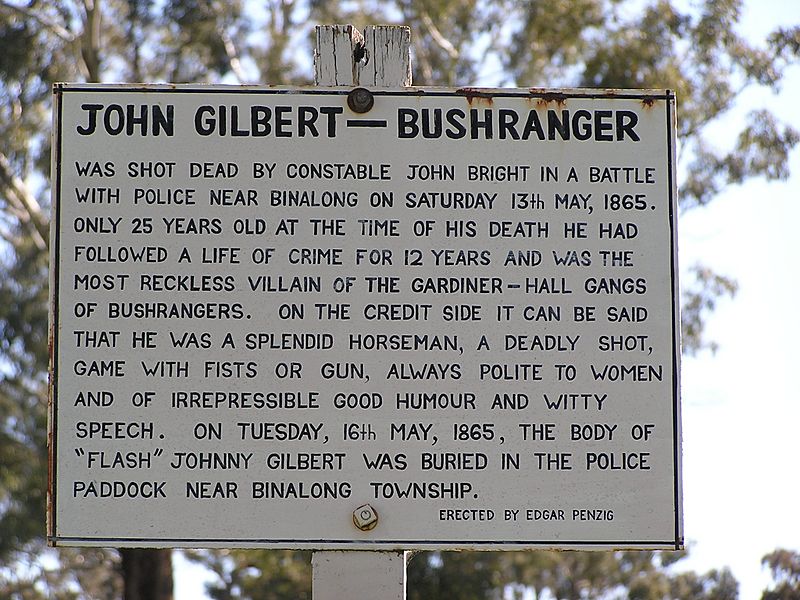 JOHN GILBERT — BUSHRANGER
WAS SHOT DEAD BY CONSTABLE JOHN BRIGHT IN A BATTLE
WITH POLICE NEAR BINALONG ON SATURDAY 13th MAY, 1865.
ONLY 25 YEARS OLD AT THE TIME OF HIS DEATH HE HAD
FOLLOWED A LIFE OF CRIME FOR 12 YEARS AND WAS THE
MOST RECKLESS VILLAIN OF THE GARDINER – HALL GANGS
OF BUSHRANGERS. ON THE CREDIT SIDE IT CAN BE SAID
THAT HE WAS A SPLENDID HORSEMAN, A DEADLY SHOT,
GAME WITH FISTS OR GUN, ALWAYS POLITE TO WOMEN
AND OF IRREPRESSIBLE GOOD HUMOUR AND WITTY
SPEECH. ON TUESDAY, 16th MAY, 1865, THE BODY OF
"FLASH" JOHNNY GILBERT WAS BURIED IN THE POLICE
PADDOCK NEAR BINALONG TOWNSHIP.
ERECTED BY EDGAR PENZIG